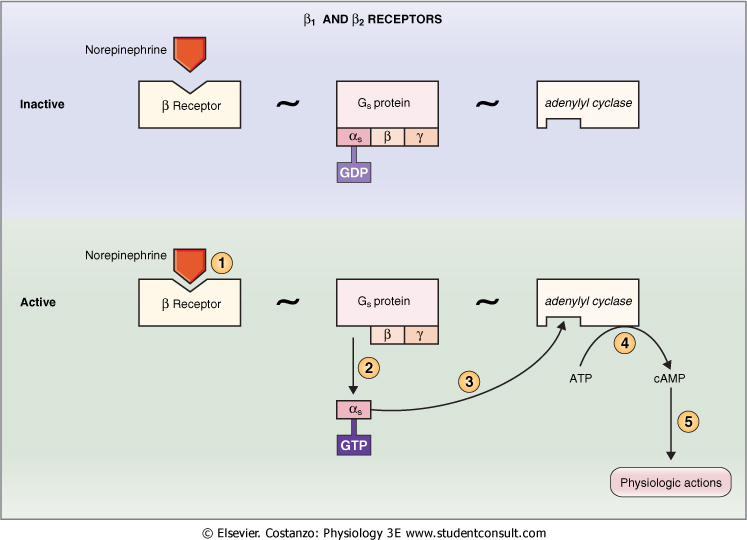 β₁ AND β₂ RECEPTORS
Norepinephrine
Inactive
β Receptor
~
Gₛ protein
~
adenylyl cyclase
αₛ
β
γ
GDP
Norepinephrine
1
Active
β Receptor
~
Gₛ protein
~
adenylyl cyclase
β
γ
2
3
4
ATP
cAMP
αₛ
GTP
5
Physiologic actions
© Elsevier. Costanzo: Physiology 3E www.studentconsult.com